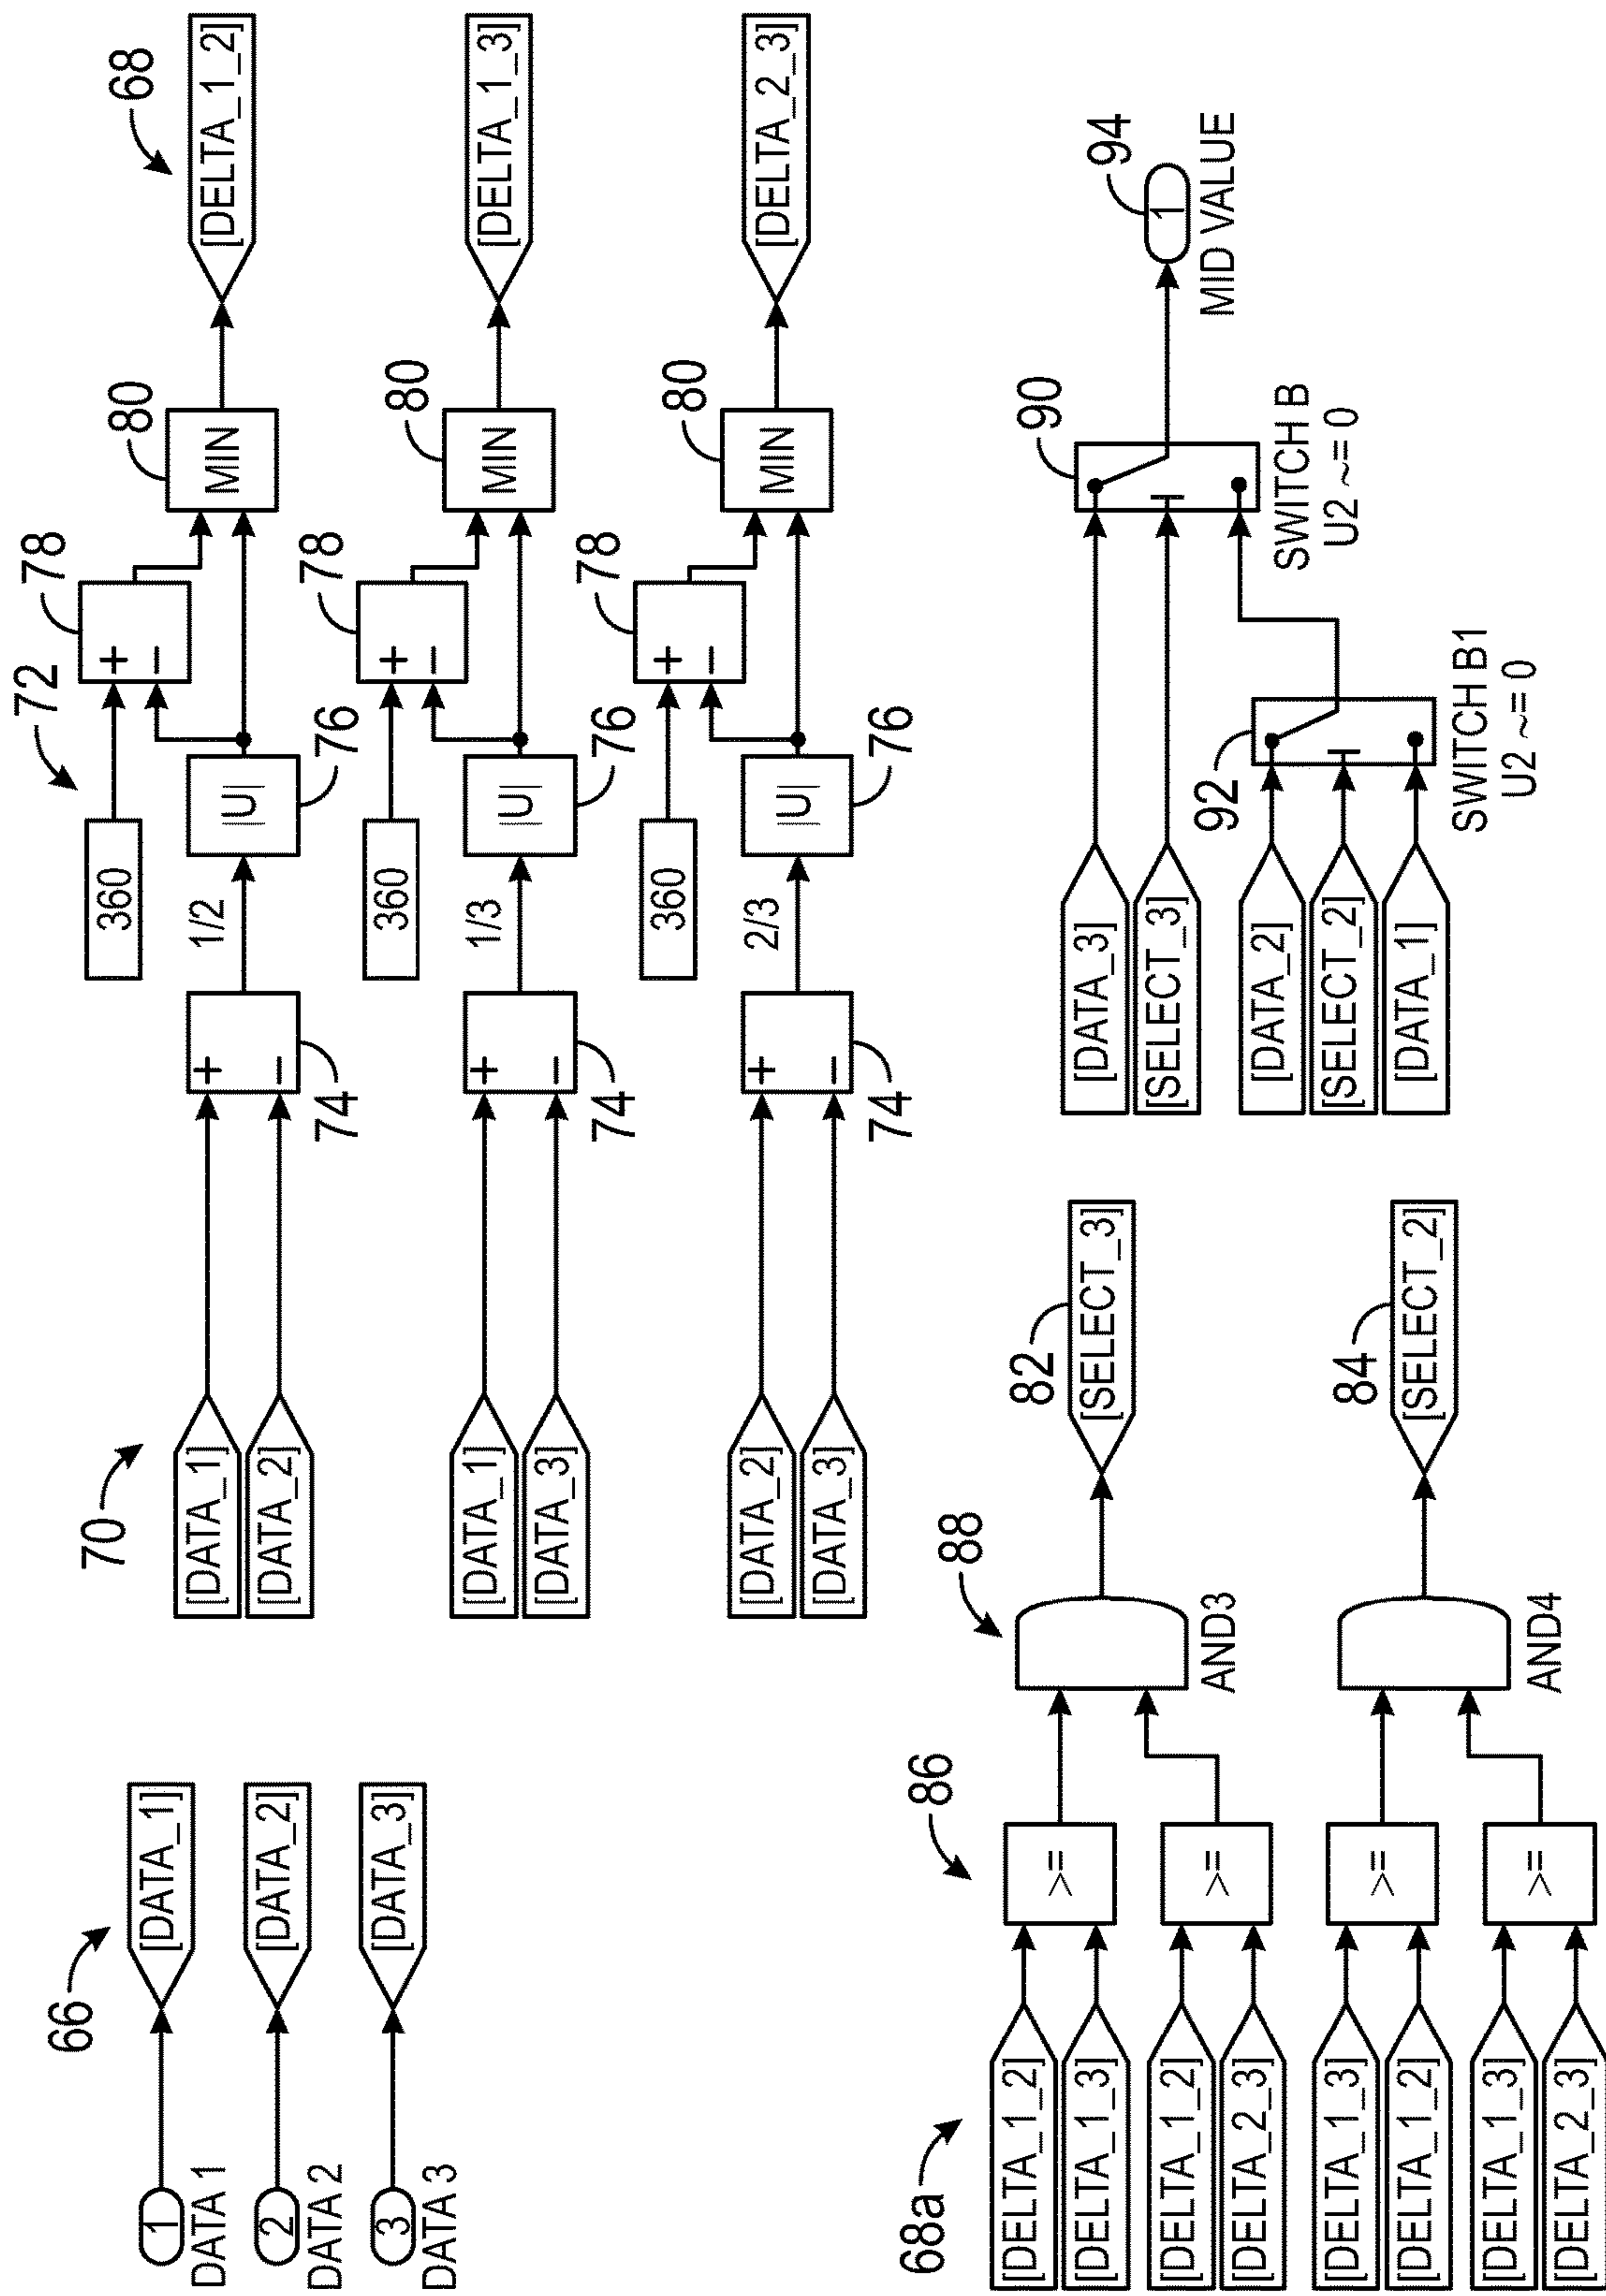 66
1
DATA 1
[DATA_1]
2
DATA 2
[DATA_2]
3
DATA 3
[DATA_3]
70
72
68
[DATA_1]
[DATA_2]
+
−
74
1/2
360
|U|
76
+
−
78
MIN
80
[DELTA_1_2]
[DATA_1]
[DATA_3]
+
−
74
1/3
360
|U|
76
+
−
78
MIN
80
[DELTA_1_3]
[DATA_2]
[DATA_3]
+
−
74
2/3
360
|U|
76
+
−
78
MIN
80
[DELTA_2_3]
68a
86
88
[DELTA_1_2]
[DELTA_1_3]
>=
[DELTA_1_2]
[DELTA_2_3]
>=
AND3
82
[SELECT_3]
[DELTA_1_3]
[DELTA_1_2]
>=
[DELTA_1_3]
[DELTA_2_3]
>=
AND4
84
[SELECT_2]
[DATA_3]
[SELECT_3]
[DATA_2]
[SELECT_2]
[DATA_1]
92
SWITCH B1
U2 ~= 0
90
SWITCH B
U2 ~= 0
94
1
MID VALUE